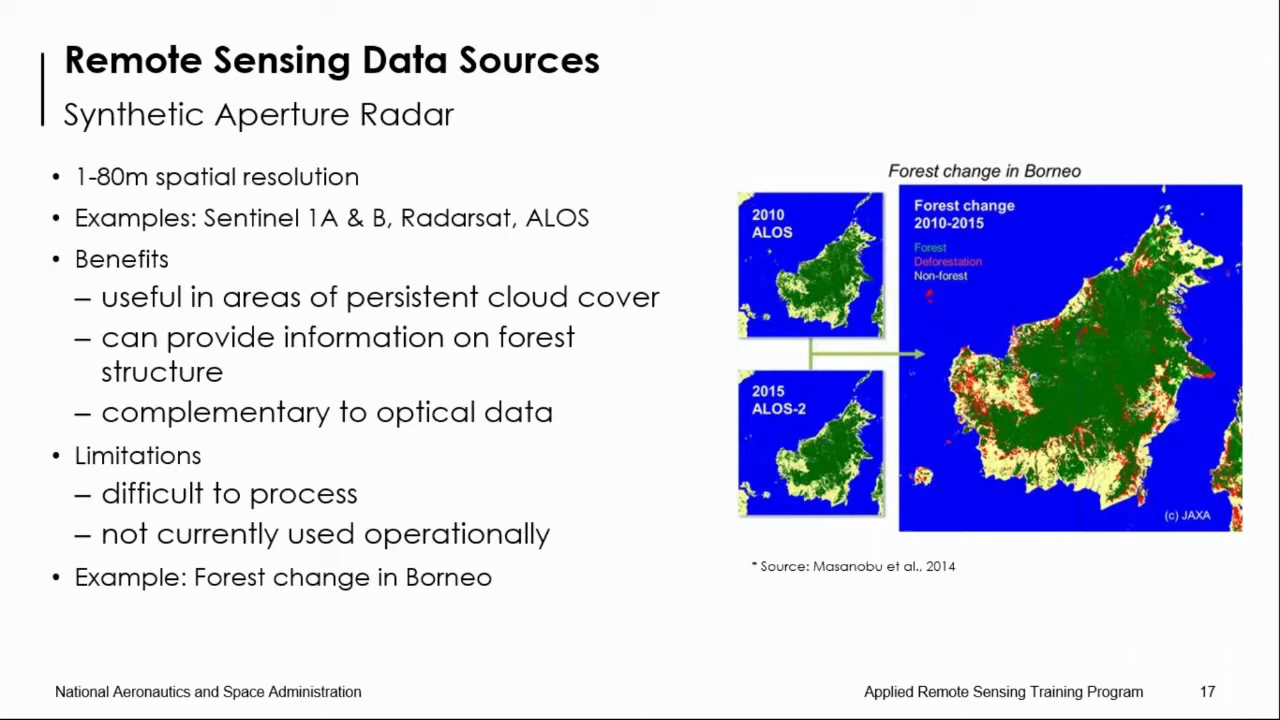 Remote Sensing Data Sources
Synthetic Aperture Radar
• 1-80m spatial resolution
• Examples: Sentinel 1A & B, Radarsat, ALOS
• Benefits
– useful in areas of persistent cloud cover
– can provide information on forest
structure
– complementary to optical data
• Limitations
– difficult to process
– not currently used operationally
• Example: Forest change in Borneo
Forest change in Borneo
2010
ALOS
2015
ALOS-2
Forest change
2010-2015
Forest
Deforestation
Non-forest
(c) JAXA
* Source: Masanobu et al., 2014
National Aeronautics and Space Administration
Applied Remote Sensing Training Program
17